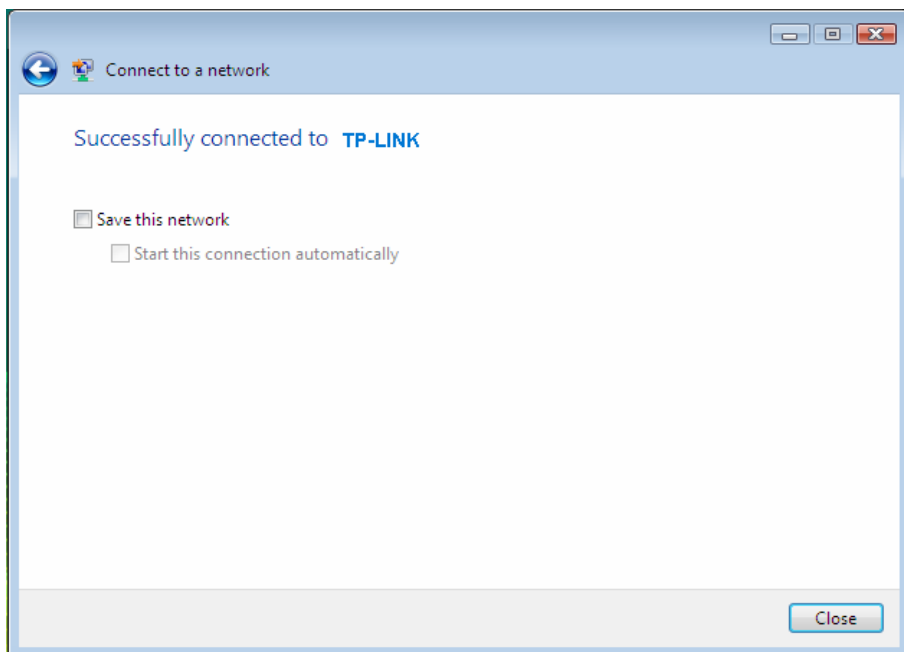 Connect to a network
Successfully connected to TP-LINK
Save this network
Start this connection automatically
Close